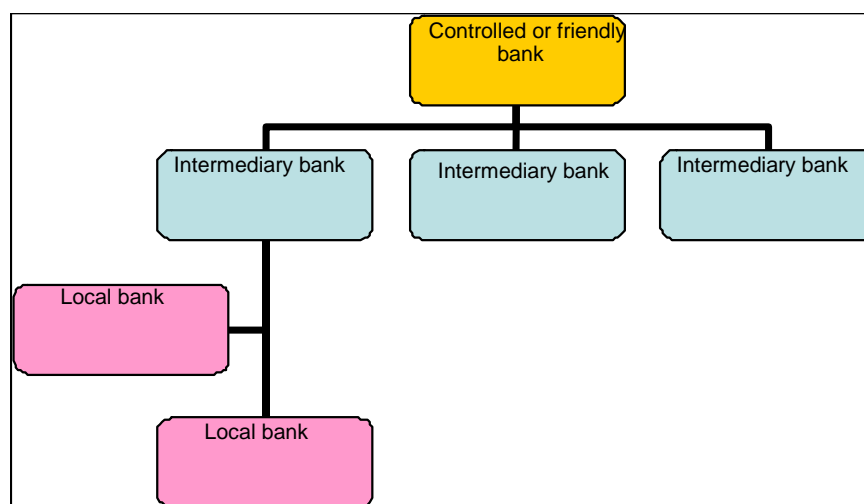 Controlled or friendly
bank
Intermediary bank
Intermediary bank
Intermediary bank
Local bank
Local bank